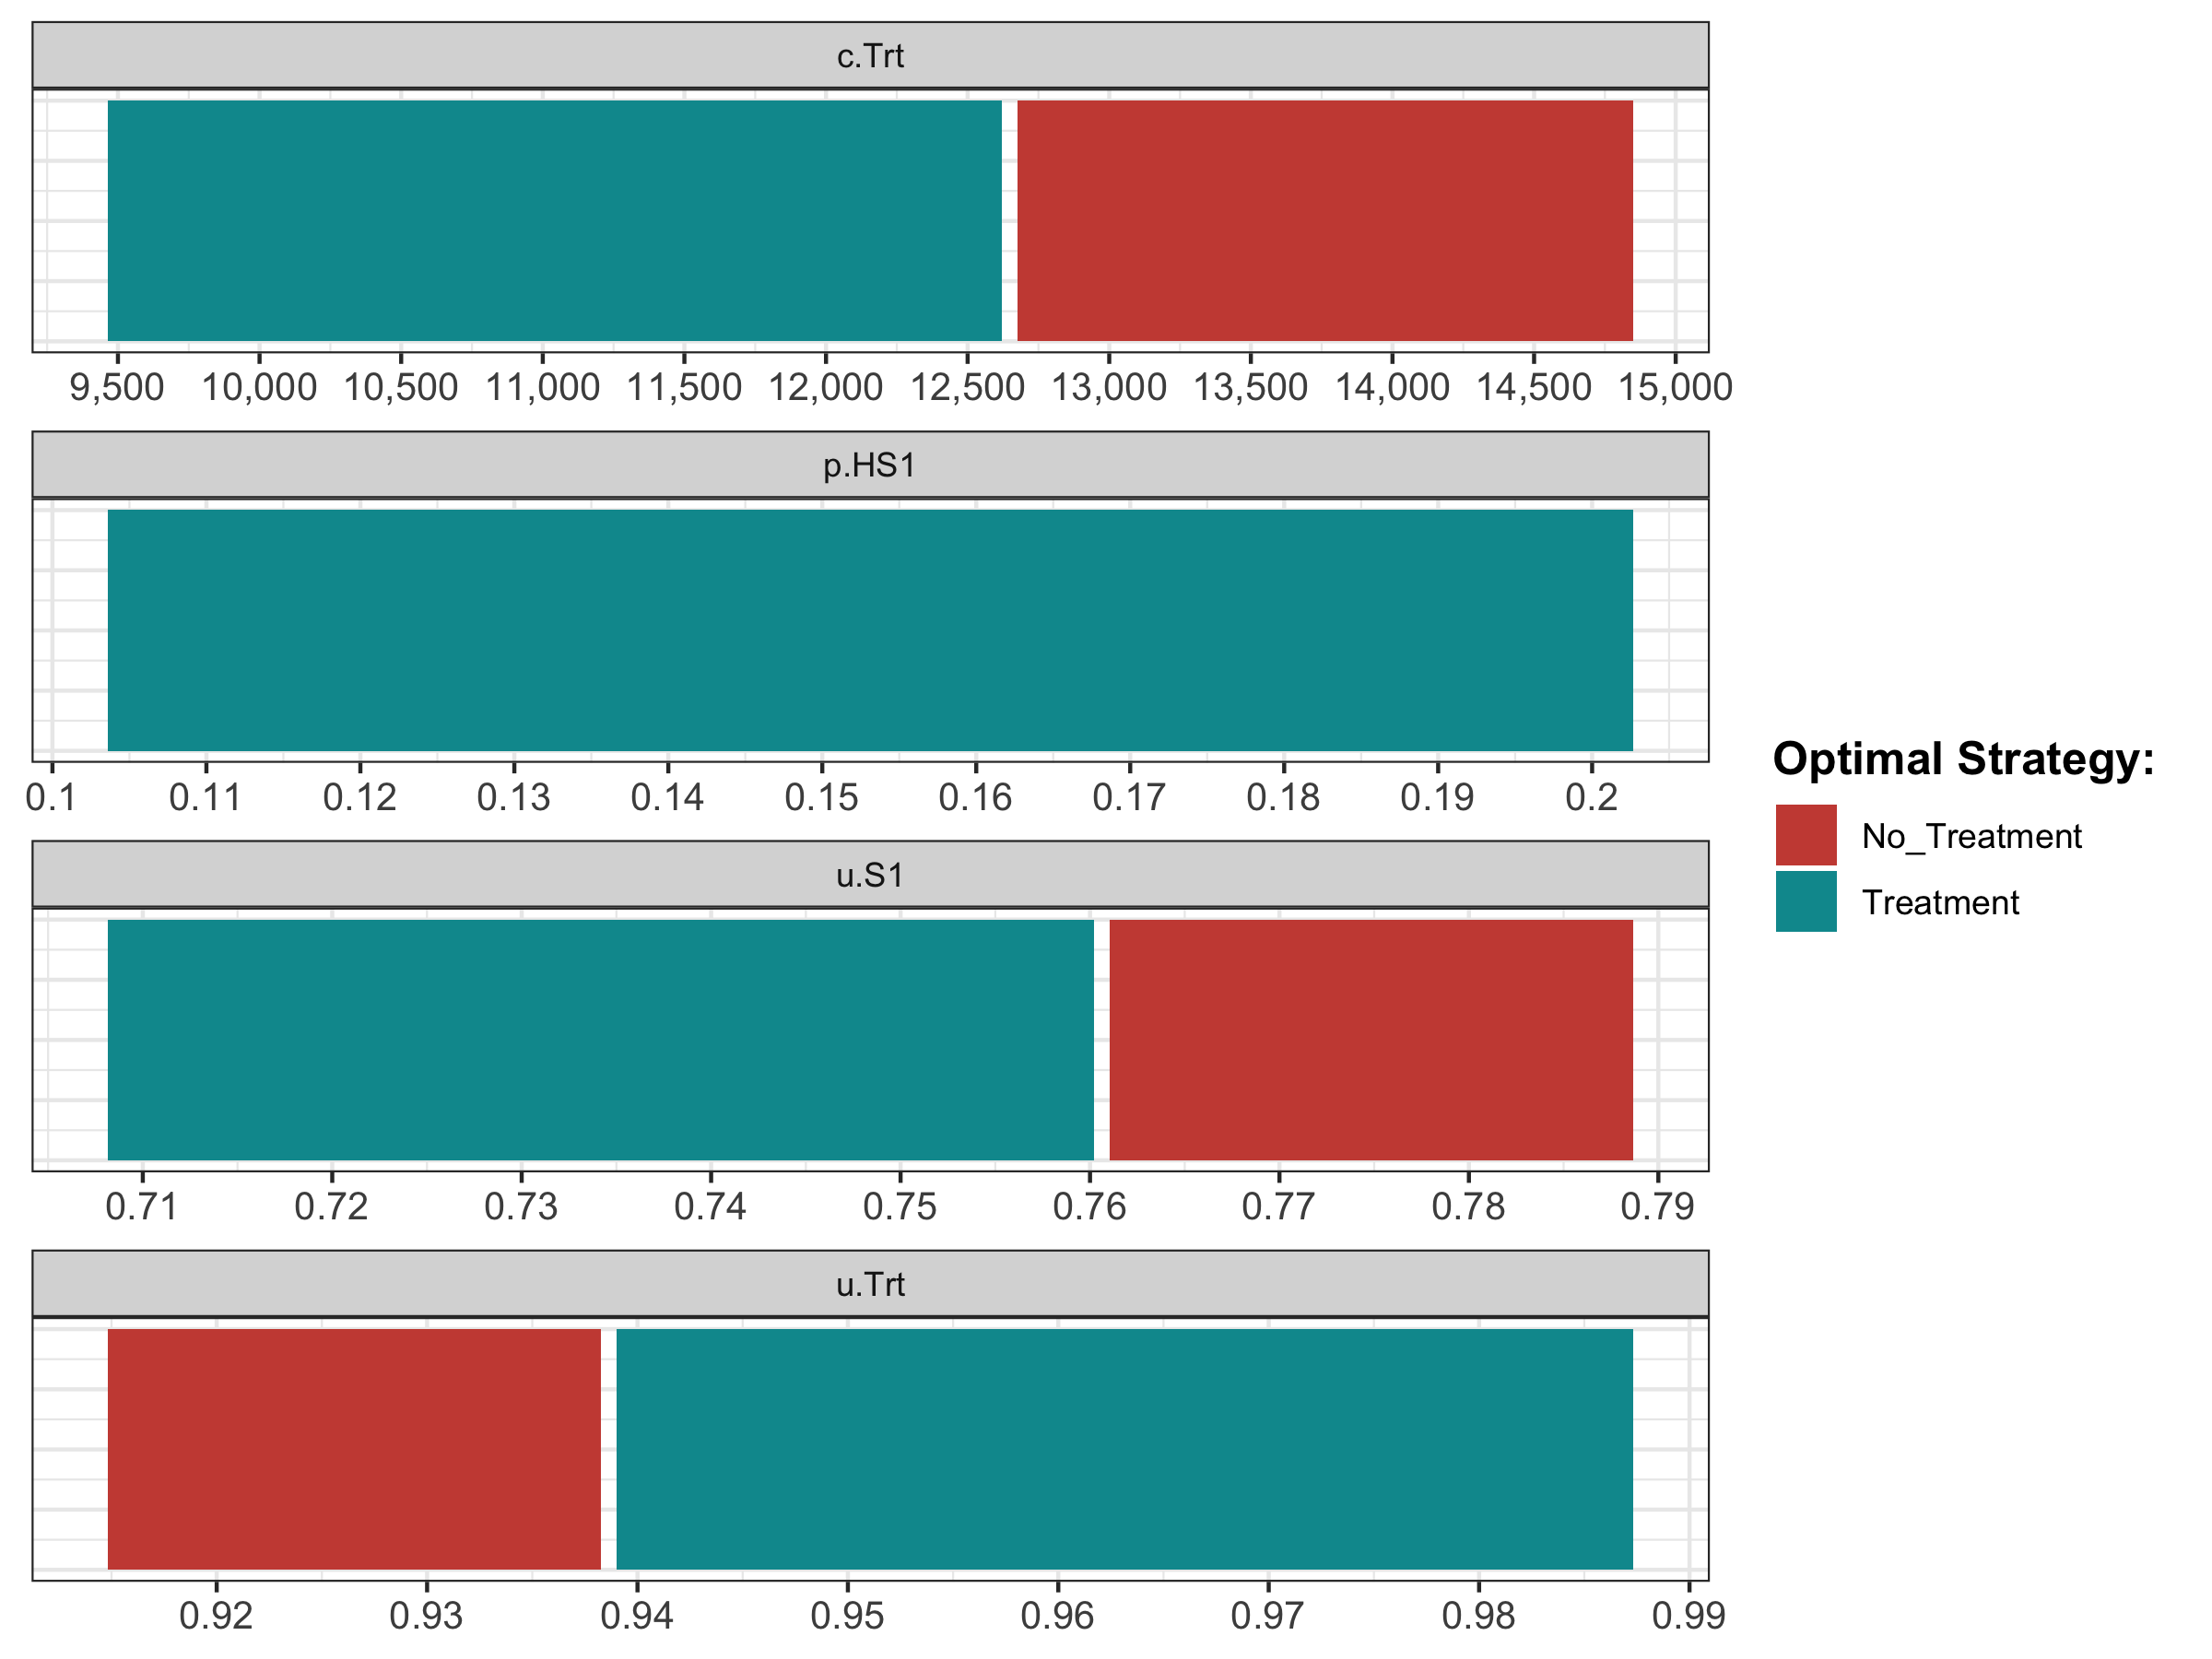 c.Trt
9,500 10,000 10,500 11,000 11,500 12,000 12,500 13,000 13,500 14,000 14,500 15,000
p.HS1
0.1 0.11 0.12 0.13 0.14 0.15 0.16 0.17 0.18 0.19 0.2
u.S1
0.71 0.72 0.73 0.74 0.75 0.76 0.77 0.78 0.79
u.Trt
0.92 0.93 0.94 0.95 0.96 0.97 0.98 0.99
Optimal Strategy:
No_Treatment
Treatment